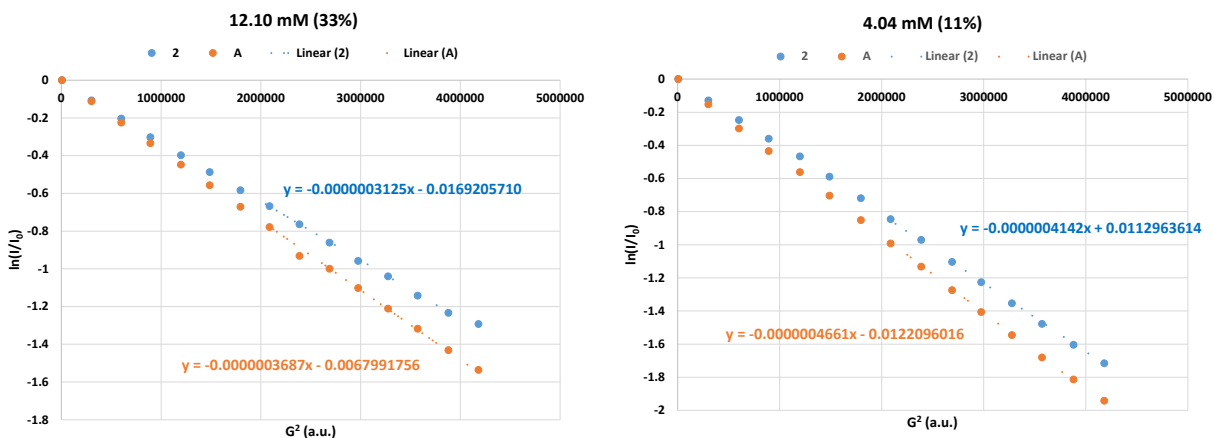 12.10 mM (33%)
2 A Linear (2) Linear (A)
0
0 1000000 2000000 3000000 4000000 5000000
-0.2
-0.4
-0.6
-0.8
-1
-1.2
-1.4
-1.6
-1.8
ln(I/I₀)
y = -0.0000003125x - 0.0169205710
y = -0.0000003687x - 0.0067991756
G² (a.u.)
4.04 mM (11%)
2 A Linear (2) Linear (A)
0
0 1000000 2000000 3000000 4000000 5000000
-0.2
-0.4
-0.6
-0.8
-1
-1.2
-1.4
-1.6
-1.8
-2
ln(I/I₀)
y = -0.0000004142x + 0.0112963614
y = -0.0000004661x - 0.0122096016
G² (a.u.)